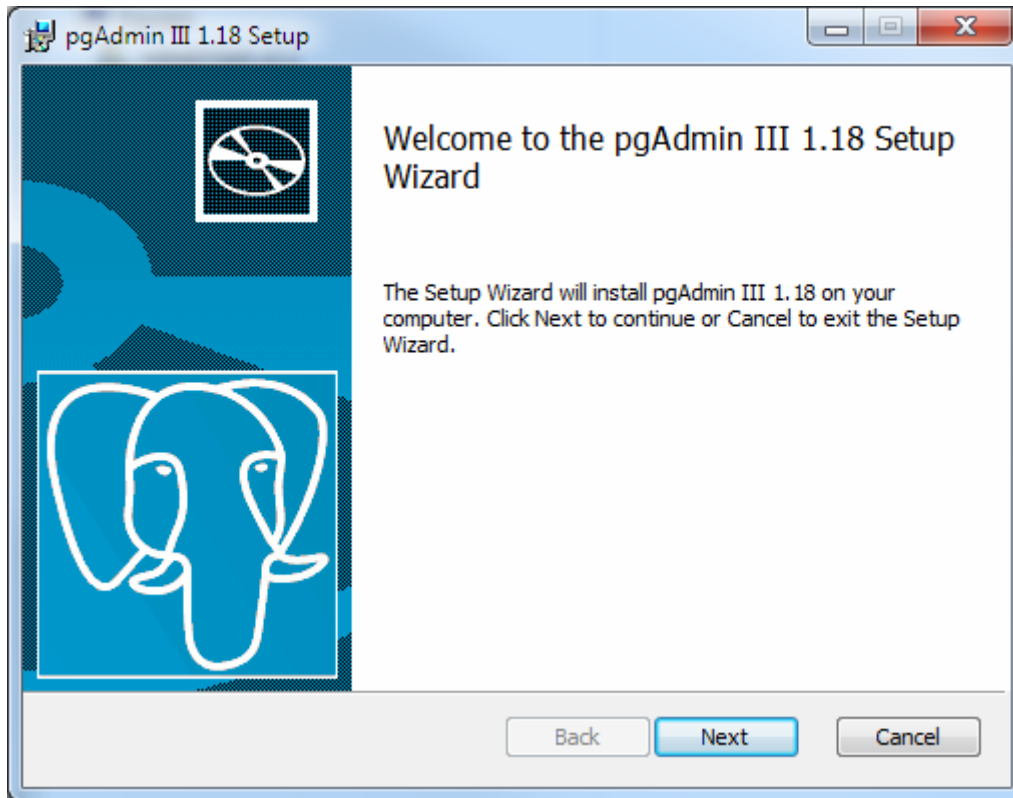 pgAdmin III 1.18 Setup
Welcome to the pgAdmin III 1.18 Setup
Wizard
The Setup Wizard will install pgAdmin III 1.18 on your
computer. Click Next to continue or Cancel to exit the Setup
Wizard.
Back
Next
Cancel